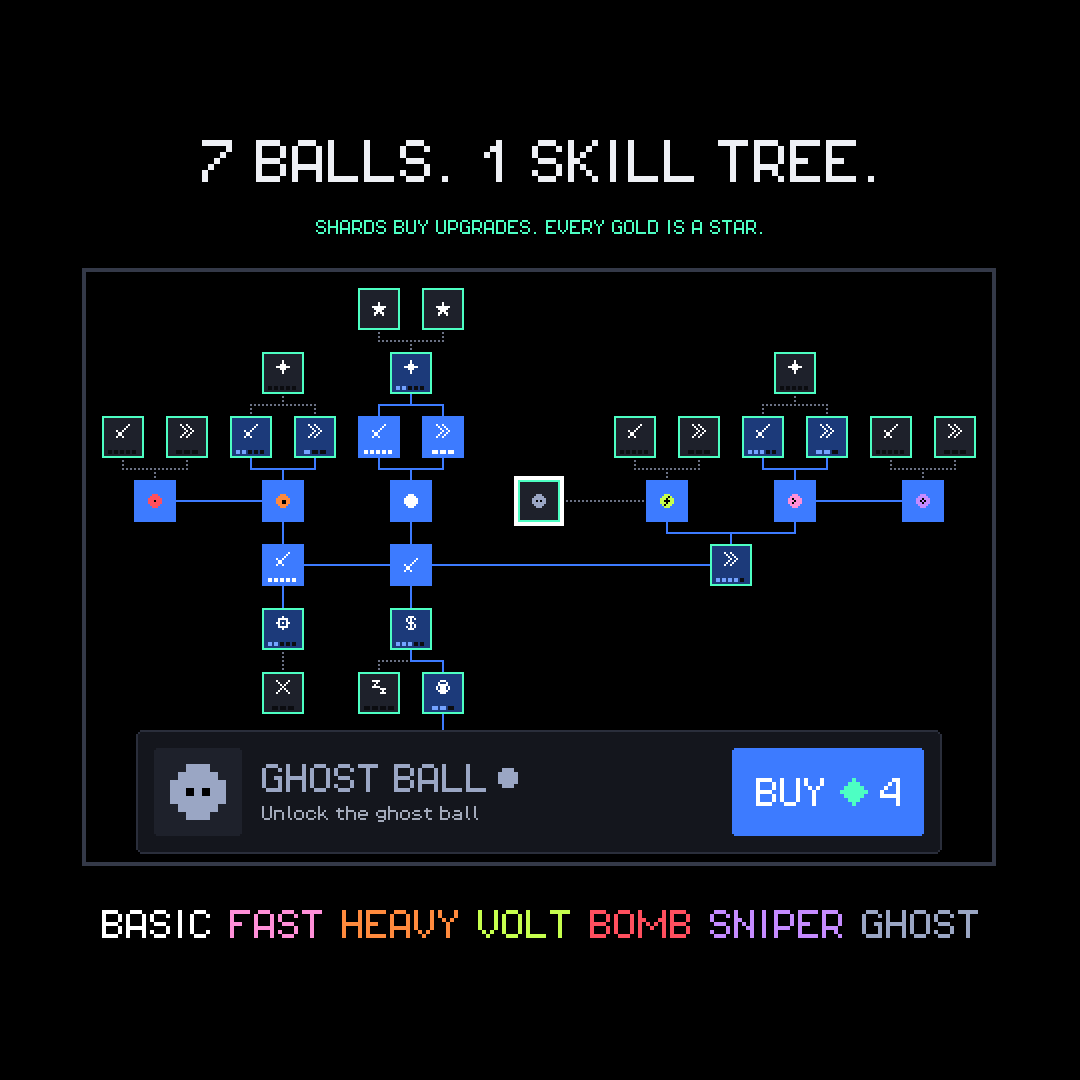 7 BALLS. 1 SKILL TREE.
SHARDS BUY UPGRADES. EVERY GOLD IS A STAR.
$
zz
GHOST BALL
Unlock the ghost ball
BUY 4
BASIC FAST HEAVY VOLT BOMB SNIPER GHOST